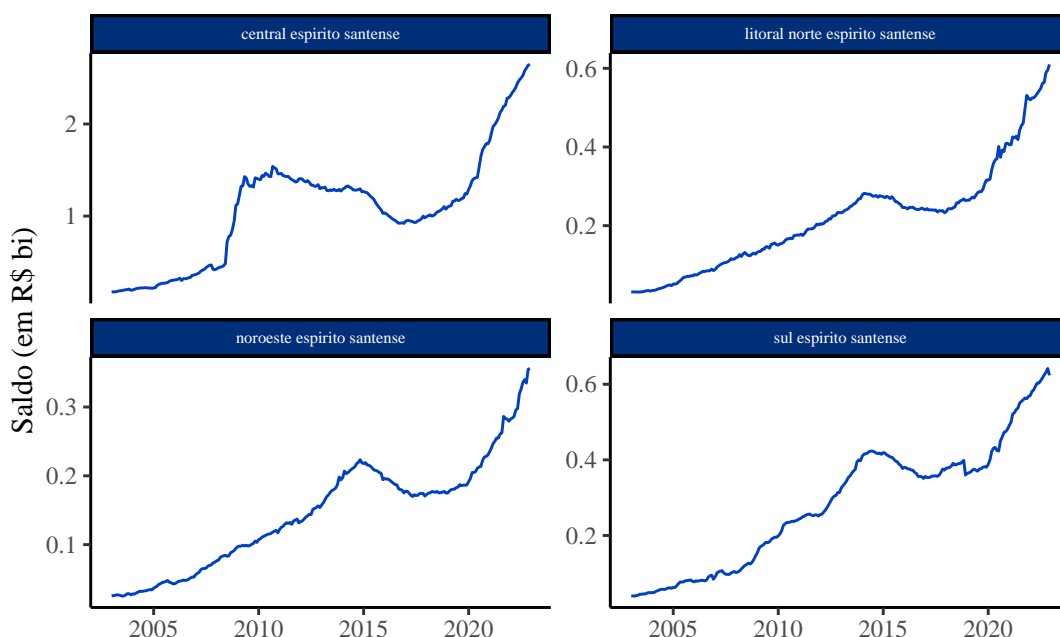 central espirito santense
litoral norte espirito santense
2
1
0.6
0.4
0.2
noroeste espirito santense
sul espirito santense
0.3
0.2
0.1
0.6
0.4
0.2
2005 2010 2015 2020
2005 2010 2015 2020
Saldo (em R$ bi)